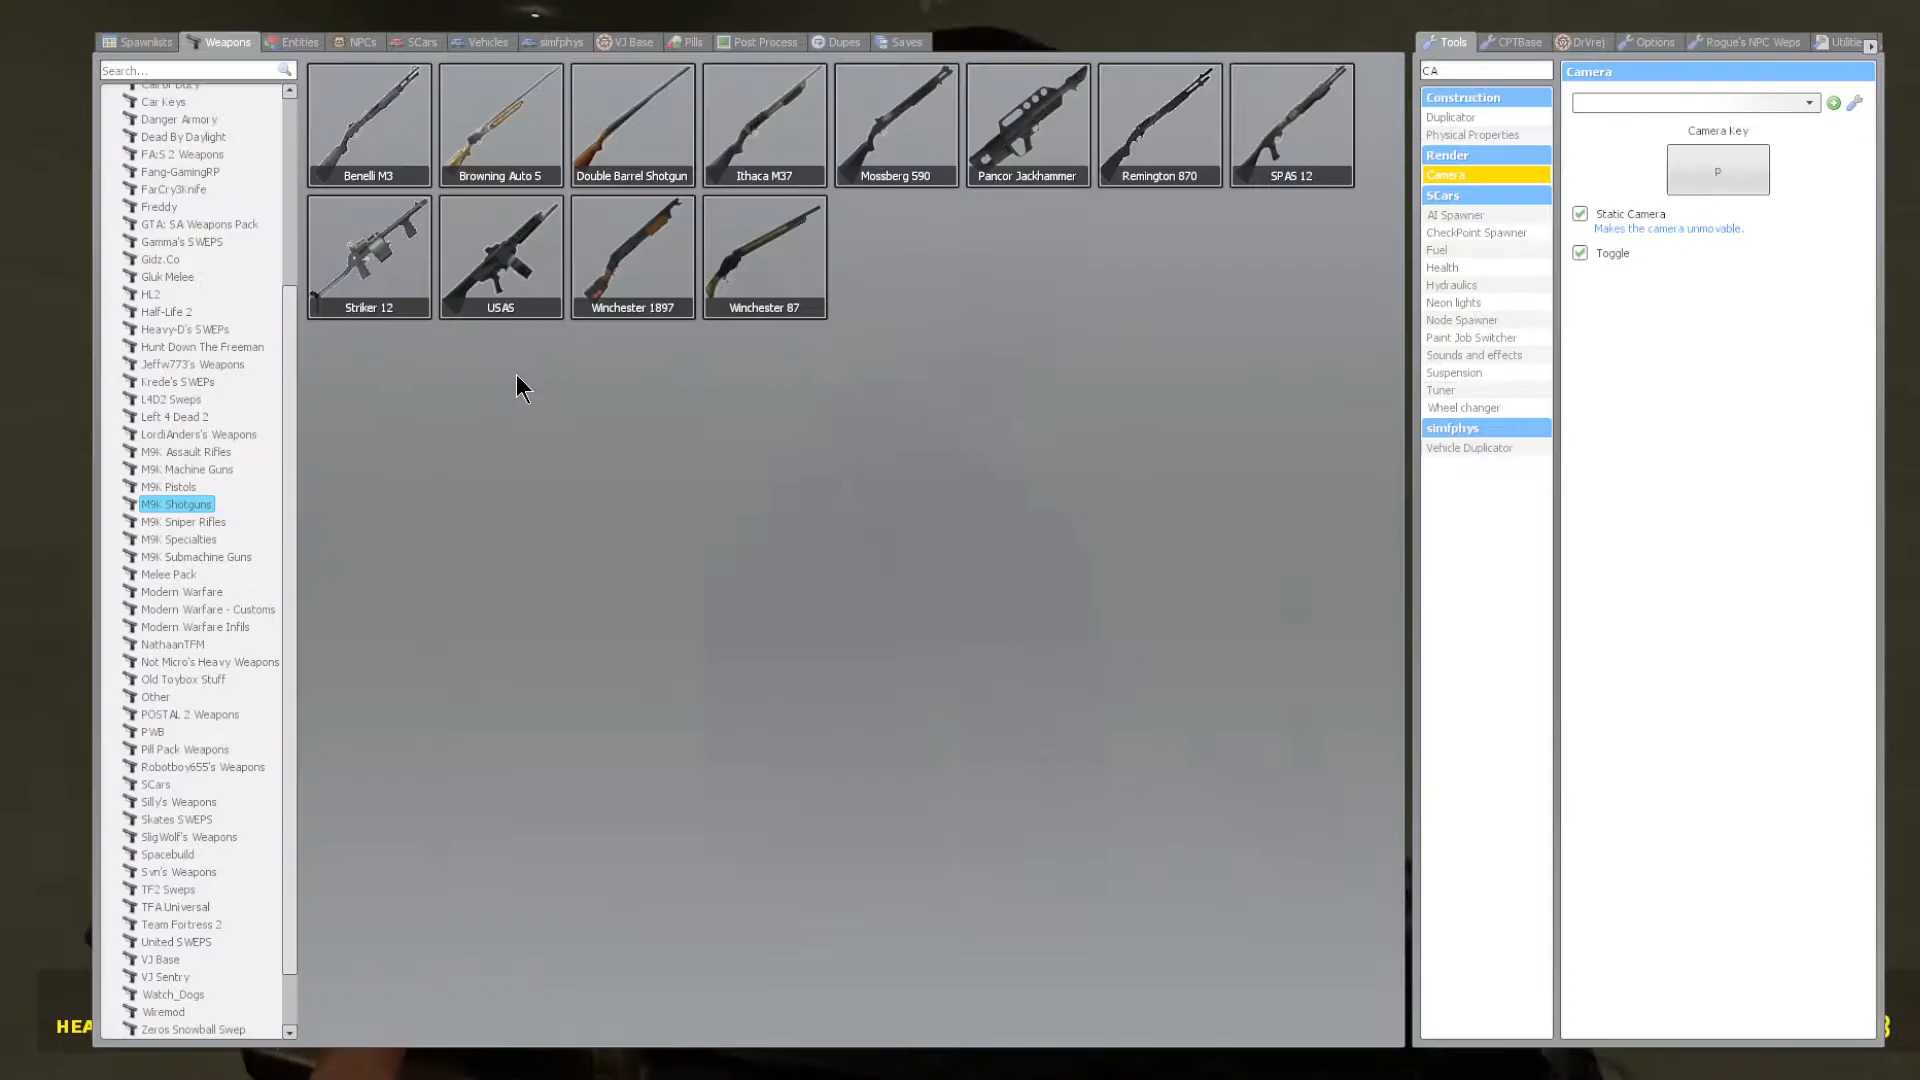 Spawnlists
Weapons
Entities
NPCs
SCars
Vehicles
simfphys
VJ Base
Pills
Post Process
Dupes
Saves
Search...
Call of Duty
Car Keys
Danger Armory
Dead By Daylight
FA:S 2 Weapons
Fang-GamingRP
FarCry3Knife
Freddy
GTA: SA Weapons Pack
Gamma's SWEPS
Gidz.Co
Gluk Melee
HL2
Half-Life 2
Heavy-D's SWEPs
Hunt Down The Freeman
Jeffw773's Weapons
Krede's SWEPs
L4D2 Sweps
Left 4 Dead 2
LordiAnders's Weapons
M9K Assault Rifles
M9K Machine Guns
M9K Pistols
M9K Shotguns
M9K Sniper Rifles
M9K Specialties
M9K Submachine Guns
Melee Pack
Modern Warfare
Modern Warfare - Customs
Modern Warfare Infils
NathaanTFM
Not Micro's Heavy Weapons
Old Toybox Stuff
Other
POSTAL 2 Weapons
PWB
Pill Pack Weapons
Robotboy655's Weapons
SCars
Silly's Weapons
Skates SWEPS
SligWolf's Weapons
Spacebuild
Svn's Weapons
TF2 Sweps
TFA Universal
Team Fortress 2
United SWEPS
VJ Base
VJ Sentry
Watch_Dogs
Wiremod
Zeros Snowball Swep
Benelli M3
Browning Auto 5
Double Barrel Shotgun
Ithaca M37
Mossberg 590
Pancor Jackhammer
Remington 870
SPAS 12
Striker 12
USAS
Winchester 1897
Winchester 87
Tools
CPTBase
DrVrej
Options
Rogue's NPC Weps
Utilitie
CA
Construction
Duplicator
Physical Properties
Render
Camera
SCars
AI Spawner
CheckPoint Spawner
Fuel
Health
Hydraulics
Neon lights
Node Spawner
Paint Job Switcher
Sounds and effects
Suspension
Tuner
Wheel changer
simfphys
Vehicle Duplicator
Camera
Camera Key
P
Static Camera
Makes the camera unmovable.
Toggle
HEA